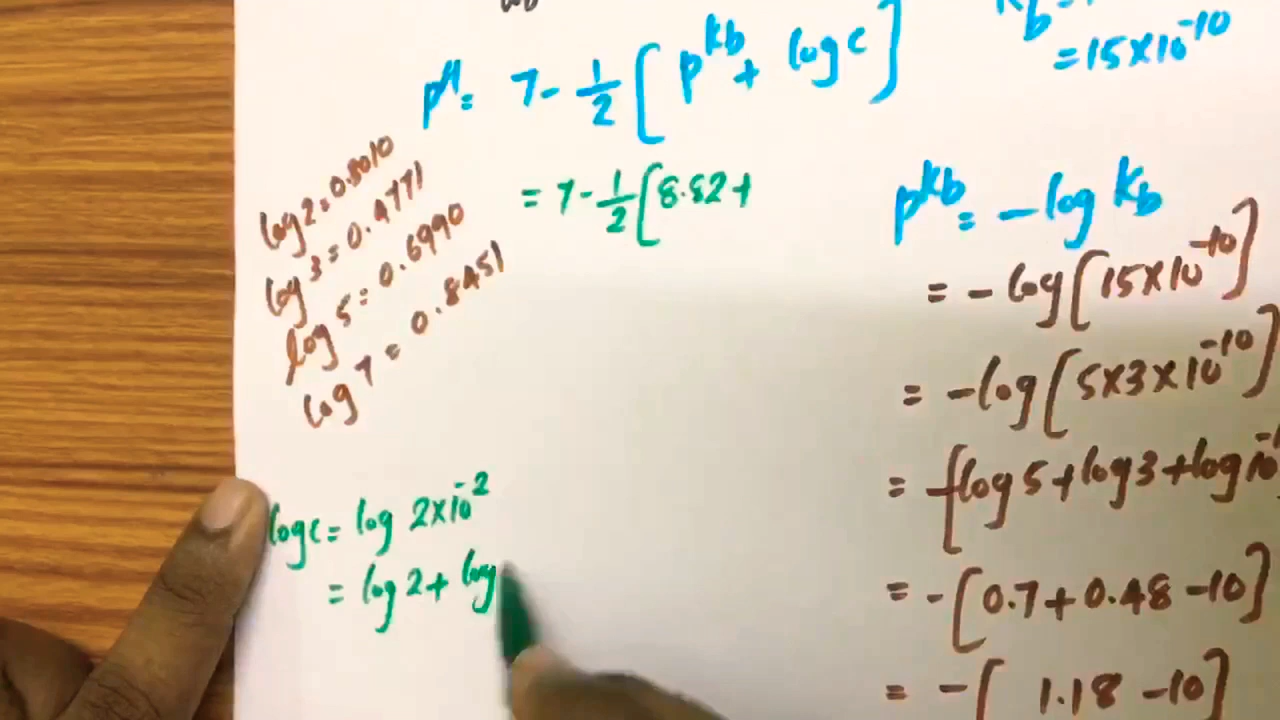 pH = 7 - 1/2 [ pKb + log c ]
= 15×10^-10
log 2 = 0.3010
log 3 = 0.4771
log 5 = 0.6990
log 7 = 0.8451
= 7 - 1/2 [ 8.82 +
pKb = - log Kb
= - log [ 15×10^-10 ]
= - log [ 5×3×10^-10 ]
= - [ log 5 + log 3 + log 10^-1
= - [ 0.7 + 0.48 - 10 ]
= - [ 1.18 - 10 ]
log c = log 2×10^-2
= log 2 + log